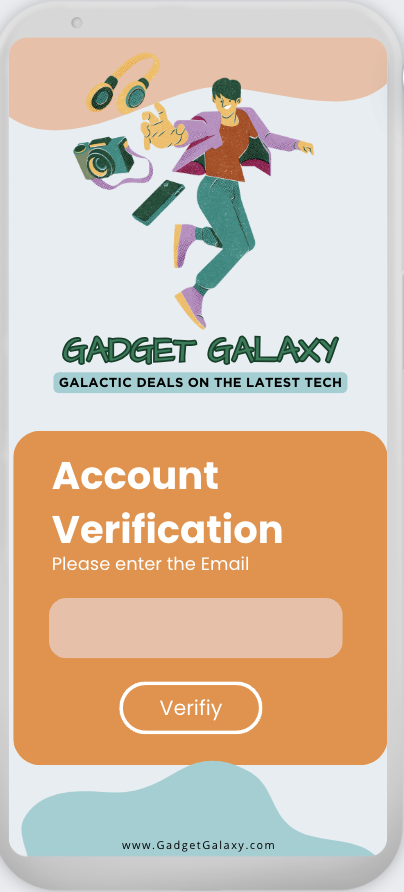 GADGET GALAXY
GALACTIC DEALS ON THE LATEST TECH
Account
Verification
Please enter the Email
Verifiy
www.GadgetGalaxy.com